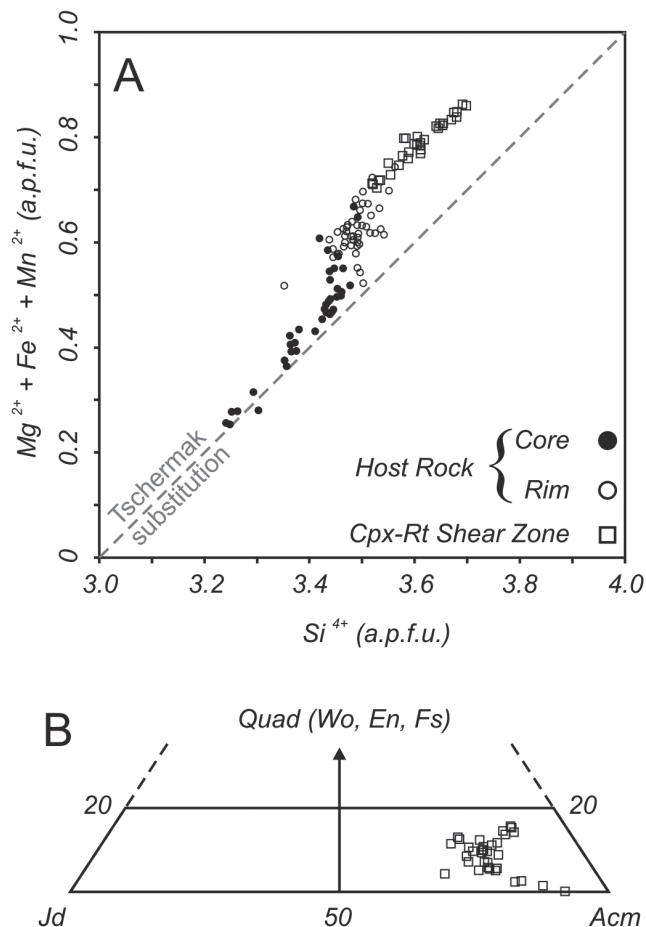 A
1.0
0.8
0.6
0.4
0.2
0
Mg 2+ + Fe 2+ + Mn 2+ (a.p.f.u.)
Tschermak
substitution
Core
Host Rock {
Rim
Cpx-Rt Shear Zone
3.0 3.2 3.4 3.6 3.8 4.0
Si 4+ (a.p.f.u.)
B
Quad (Wo, En, Fs)
20 20
Jd 50 Acm